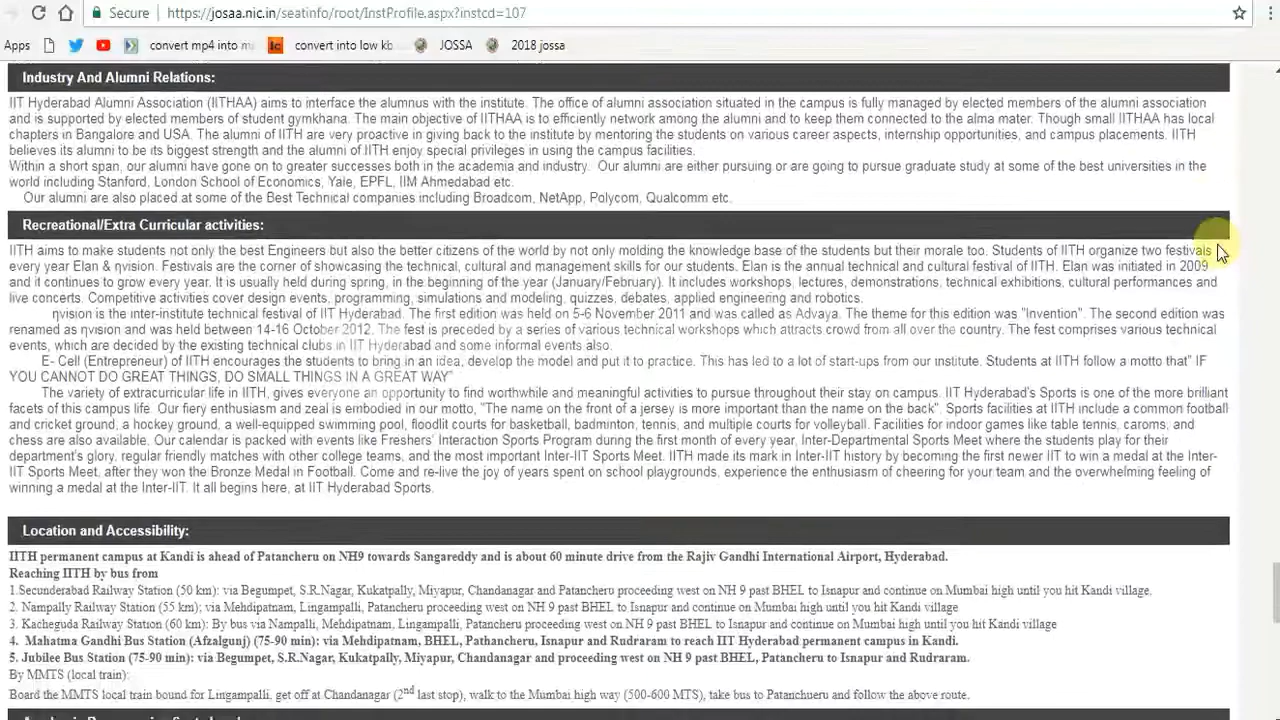 Secure https://josaa.nic.in/seatinfo/root/InstProfile.aspx?instcd=107
Apps convert mp4 into m convert into low kb JOSSA 2018 jossa
Industry And Alumni Relations:
IIT Hyderabad Alumni Association (IITHAA) aims to interface the alumnus with the institute. The office of alumni association situated in the campus is fully managed by elected members of the alumni association
and is supported by elected members of student gymkhana. The main objective of IITHAA is to efficiently network among the alumni and to keep them connected to the alma mater. Though small IITHAA has local
chapters in Bangalore and USA. The alumni of IITH are very proactive in giving back to the institute by mentoring the students on various career aspects, internship opportunities, and campus placements. IITH
believes its alumni to be its biggest strength and the alumni of IITH enjoy special privileges in using the campus facilities.
Within a short span, our alumni have gone on to greater successes both in the academia and industry. Our alumni are either pursuing or are going to pursue graduate study at some of the best universities in the
world including Stanford, London School of Economics, Yale, EPFL, IIM Ahmedabad etc.
Our alumni are also placed at some of the Best Technical companies including Broadcom, NetApp, Polycom, Qualcomm etc.
Recreational/Extra Curricular activities:
IITH aims to make students not only the best Engineers but also the better citizens of the world by not only molding the knowledge base of the students but their morale too. Students of IITH organize two festivals
every year Elan & ηvision. Festivals are the corner of showcasing the technical, cultural and management skills for our students. Elan is the annual technical and cultural festival of IITH. Elan was initiated in 2009
and it continues to grow every year. It is usually held during spring, in the beginning of the year (January/February). It includes workshops, lectures, demonstrations, technical exhibitions, cultural performances and
live concerts. Competitive activities cover design events, programming, simulations and modeling, quizzes, debates, applied engineering and robotics.
ηvision is the inter-institute technical festival of IIT Hyderabad. The first edition was held on 5-6 November 2011 and was called as Advaya. The theme for this edition was "Invention". The second edition was
renamed as ηvision and was held between 14-16 October 2012. The fest is preceded by a series of various technical workshops which attracts crowd from all over the country. The fest comprises various technical
events, which are decided by the existing technical clubs in IIT Hyderabad and some informal events also.
E- Cell (Entrepreneur) of IITH encourages the students to bring in an idea, develop the model and put it to practice. This has led to a lot of start-ups from our institute. Students at IITH follow a motto that" IF
YOU CANNOT DO GREAT THINGS, DO SMALL THINGS IN A GREAT WAY"
The variety of extracurricular life in IITH, gives everyone an opportunity to find worthwhile and meaningful activities to pursue throughout their stay on campus. IIT Hyderabad's Sports is one of the more brilliant
facets of this campus life. Our fiery enthusiasm and zeal is embodied in our motto, "The name on the front of a jersey is more important than the name on the back". Sports facilities at IITH include a common football
and cricket ground, a hockey ground, a well-equipped swimming pool, floodlit courts for basketball, badminton, tennis, and multiple courts for volleyball. Facilities for indoor games like table tennis, caroms, and
chess are also available. Our calendar is packed with events like Freshers' Interaction Sports Program during the first month of every year, Inter-Departmental Sports Meet where the students play for their
department's glory, regular friendly matches with other college teams, and the most important Inter-IIT Sports Meet. IITH made its mark in Inter-IIT history by becoming the first newer IIT to win a medal at the Inter-
IIT Sports Meet, after they won the Bronze Medal in Football. Come and re-live the joy of years spent on school playgrounds, experience the enthusiasm of cheering for your team and the overwhelming feeling of
winning a medal at the Inter-IIT. It all begins here, at IIT Hyderabad Sports.
Location and Accessibility:
IITH permanent campus at Kandi is ahead of Patancheru on NH9 towards Sangareddy and is about 60 minute drive from the Rajiv Gandhi International Airport, Hyderabad.
Reaching IITH by bus from
1.Secunderabad Railway Station (50 km): via Begumpet, S.R.Nagar, Kukatpally, Miyapur, Chandanagar and Patancheru proceeding west on NH 9 past BHEL to Isnapur and continue on Mumbai high until you hit Kandi village,
2. Nampally Railway Station (55 km): via Mehdipatnam, Lingampalli, Patancheru proceeding west on NH 9 past BHEL to Isnapur and continue on Mumbai high until you hit Kandi village
3. Kacheguda Railway Station (60 km): By bus via Nampalli, Mehdipatnam, Lingampalli, Patancheru proceeding west on NH 9 past BHEL to Isnapur and continue on Mumbai high until you hit Kandi village
4. Mahatma Gandhi Bus Station (Afzalgunj) (75-90 min): via Mehdipatnam, BHEL, Pathancheru, Isnapur and Rudraram to reach IIT Hyderabad permanent campus in Kandi.
5. Jubilee Bus Station (75-90 min): via Begumpet, S.R.Nagar, Kukatpally, Miyapur, Chandanagar and proceeding west on NH 9 past BHEL, Patancheru to Isnapur and Rudraram.
By MMTS (local train):
Board the MMTS local train bound for Lingampalli, get off at Chandanagar (2nd last stop), walk to the Mumbai high way (500-600 MTS), take bus to Patanchueru and follow the above route.